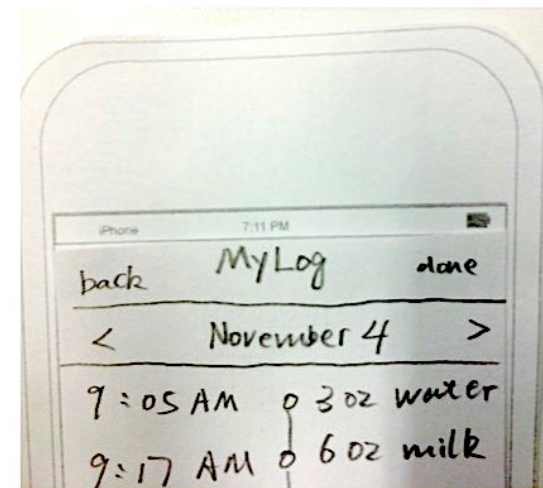 iPhone 7:11 PM
back MyLog done
< November 4 >
9:05 AM 3 oz water
9:17 AM 6 oz milk